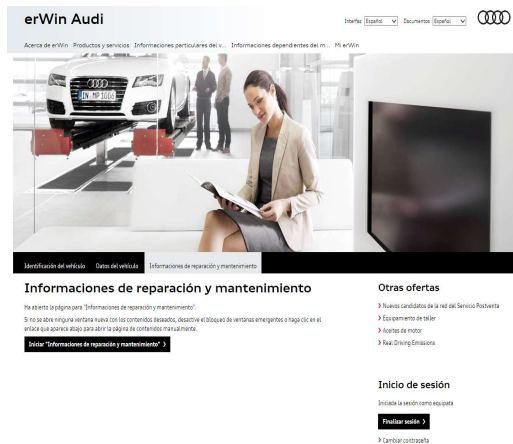 erWin Audi
Interfas Español Documentos Español
Acerca de erWin Productos y servicios Informaciones particulares del v... Informaciones dependientes del m... Mi erWin
IN·MP 1006
Identificación del vehículo Datos del vehículo Informaciones de reparación y mantenimiento
Informaciones de reparación y mantenimiento
Ha abierto la página para "Informaciones de reparación y mantenimiento".
Si no se abre ninguna ventana nueva con los contenidos deseados, desactive el bloqueo de ventanas emergentes o haga clic en el
enlace que aparece abajo para abrir la página de contenidos manualmente.
Iniciar "Informaciones de reparación y mantenimiento" >
Otras ofertas
> Nuevos candidatos de la red del Servicio Postventa
> Equipamiento de taller
> Aceites de motor
> Real Driving Emissions
Inicio de sesión
Iniciada la sesión como equipata
Finalizar sesión >
> Cambiar contraseña